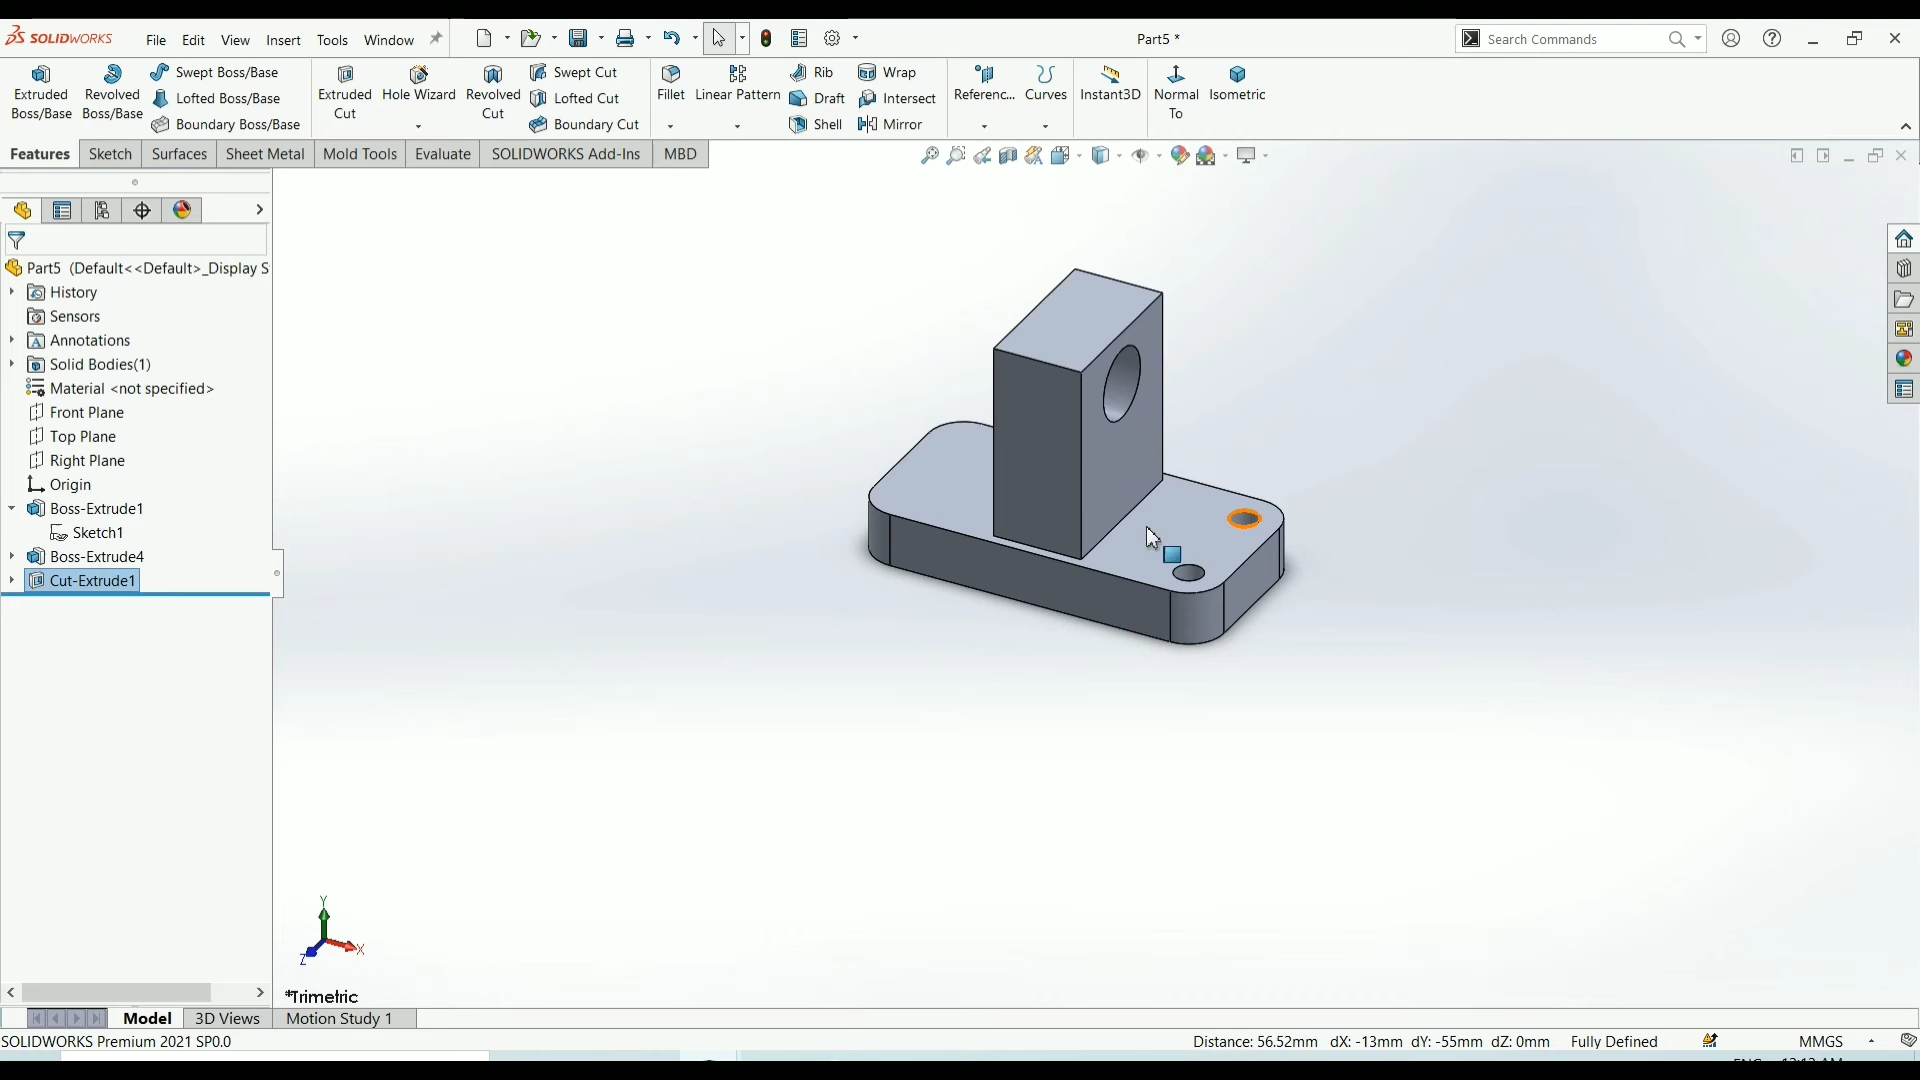 SOLIDWORKS File Edit View Insert Tools Window Part5 * Search Commands
Extruded Boss/Base
Revolved Boss/Base
Swept Boss/Base
Lofted Boss/Base
Boundary Boss/Base
Extruded Cut
Hole Wizard
Revolved Cut
Swept Cut
Lofted Cut
Boundary Cut
Fillet
Linear Pattern
Rib
Draft
Shell
Wrap
Intersect
Mirror
Referenc...
Curves
Instant3D
Normal To
Isometric
Features Sketch Surfaces Sheet Metal Mold Tools Evaluate SOLIDWORKS Add-Ins MBD
Part5 (Default<<Default>_Display S
History
Sensors
A Annotations
Solid Bodies(1)
Material <not specified>
Front Plane
Top Plane
Right Plane
Origin
Boss-Extrude1
Sketch1
Boss-Extrude4
Cut-Extrude1
Y
X
Z
*Trimetric
Model 3D Views Motion Study 1
SOLIDWORKS Premium 2021 SP0.0 Distance: 56.52mm dX: -13mm dY: -55mm dZ: 0mm Fully Defined MMGS